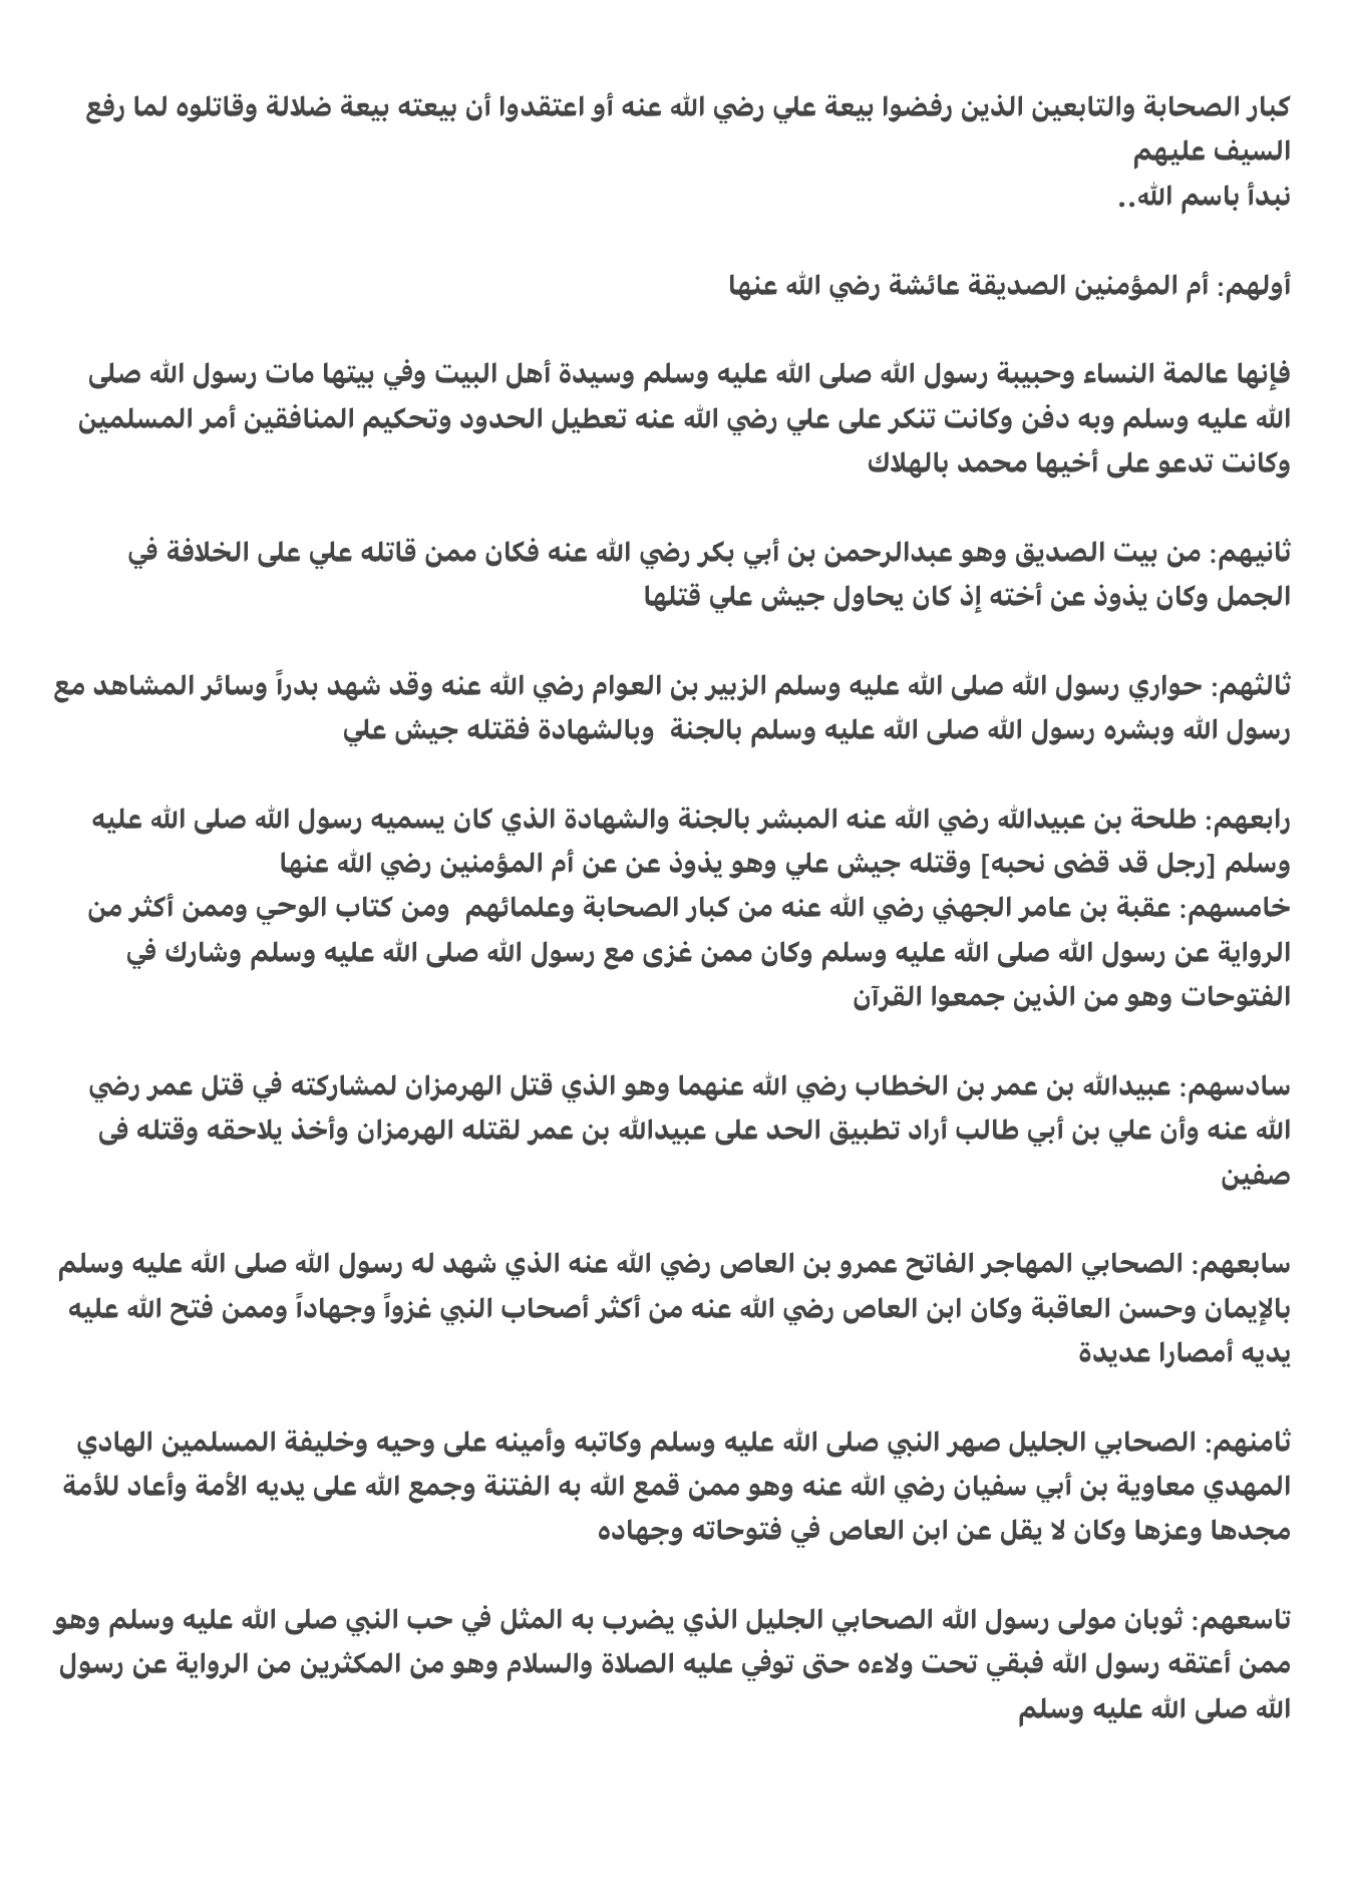 كبار الصحابة والتابعين الذين رفضوا بيعة علي رضي الله عنه أو اعتقدوا أن بيعته بيعة ضلالة وقاتلوه لما رفع
السيف عليهم
نبدأ باسم الله..
أولهم: أم المؤمنين الصديقة عائشة رضي الله عنها
فإنها عالمة النساء وحبيبة رسول الله صلى الله عليه وسلم وسيدة أهل البيت وفي بيتها مات رسول الله صلى
الله عليه وسلم وبه دفن وكانت تنكر على علي رضي الله عنه تعطيل الحدود وتحكيم المنافقين أمر المسلمين
وكانت تدعو على أخيها محمد بالهلاك
ثانيهم: من بيت الصديق وهو عبدالرحمن بن أبي بكر رضي الله عنه فكان ممن قاتله علي على الخلافة في
الجمل وكان يذوذ عن أخته إذ كان يحاول جيش علي قتلها
ثالثهم: حواري رسول الله صلى الله عليه وسلم الزبير بن العوام رضي الله عنه وقد شهد بدراً وسائر المشاهد مع
رسول الله وبشره رسول الله صلى الله عليه وسلم بالجنة وبالشهادة فقتله جيش علي
رابعهم: طلحة بن عبيدالله رضي الله عنه المبشر بالجنة والشهادة الذي كان يسميه رسول الله صلى الله عليه
وسلم [رجل قد قضى نحبه] وقتله جيش علي وهو يذوذ عن عن أم المؤمنين رضي الله عنها
خامسهم: عقبة بن عامر الجهني رضي الله عنه من كبار الصحابة وعلمائهم ومن كتاب الوحي وممن أكثر من
الرواية عن رسول الله صلى الله عليه وسلم وكان ممن غزى مع رسول الله صلى الله عليه وسلم وشارك في
الفتوحات وهو من الذين جمعوا القرآن
سادسهم: عبيدالله بن عمر بن الخطاب رضي الله عنهما وهو الذي قتل الهرمزان لمشاركته في قتل عمر رضي
الله عنه وأن علي بن أبي طالب أراد تطبيق الحد على عبيدالله بن عمر لقتله الهرمزان وأخذ يلاحقه وقتله فى
صفين
سابعهم: الصحابي المهاجر الفاتح عمرو بن العاص رضي الله عنه الذي شهد له رسول الله صلى الله عليه وسلم
بالإيمان وحسن العاقبة وكان ابن العاص رضي الله عنه من أكثر أصحاب النبي غزواً وجهاداً وممن فتح الله عليه
يديه أمصارا عديدة
ثامنهم: الصحابي الجليل صهر النبي صلى الله عليه وسلم وكاتبه وأمينه على وحيه وخليفة المسلمين الهادي
المهدي معاوية بن أبي سفيان رضي الله عنه وهو ممن قمع الله به الفتنة وجمع الله على يديه الأمة وأعاد للأمة
مجدها وعزها وكان لا يقل عن ابن العاص في فتوحاته وجهاده
تاسعهم: ثوبان مولى رسول الله الصحابي الجليل الذي يضرب به المثل في حب النبي صلى الله عليه وسلم وهو
ممن أعتقه رسول الله فبقي تحت ولاءه حتى توفي عليه الصلاة والسلام وهو من المكثرين من الرواية عن رسول
الله صلى الله عليه وسلم